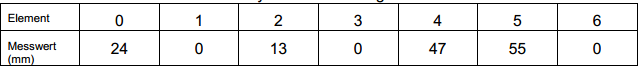 Element 0 1 2 3 4 5 6
Messwert (mm) 24 0 13 0 47 55 0